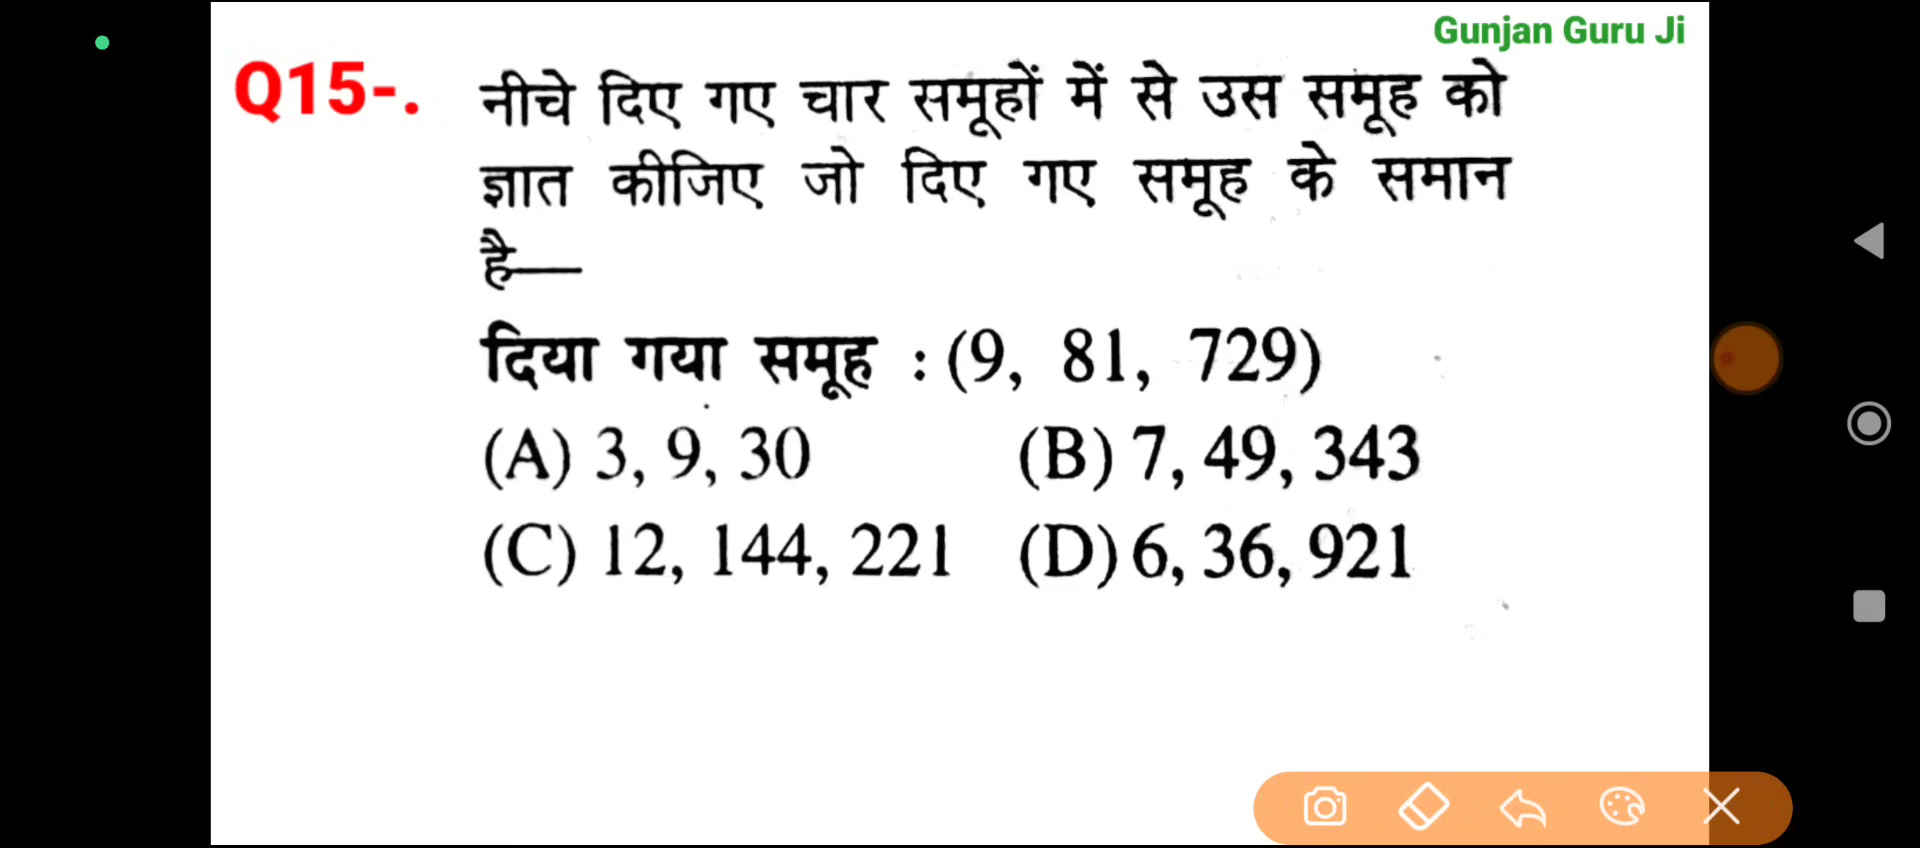 Gunjan Guru Ji
Q15-. नीचे दिए गए चार समूहों में से उस समूह को
ज्ञात कीजिए जो दिए गए समूह के समान
है—
दिया गया समूह : (9, 81, 729)
(A) 3, 9, 30 (B) 7, 49, 343
(C) 12, 144, 221 (D) 6, 36, 921